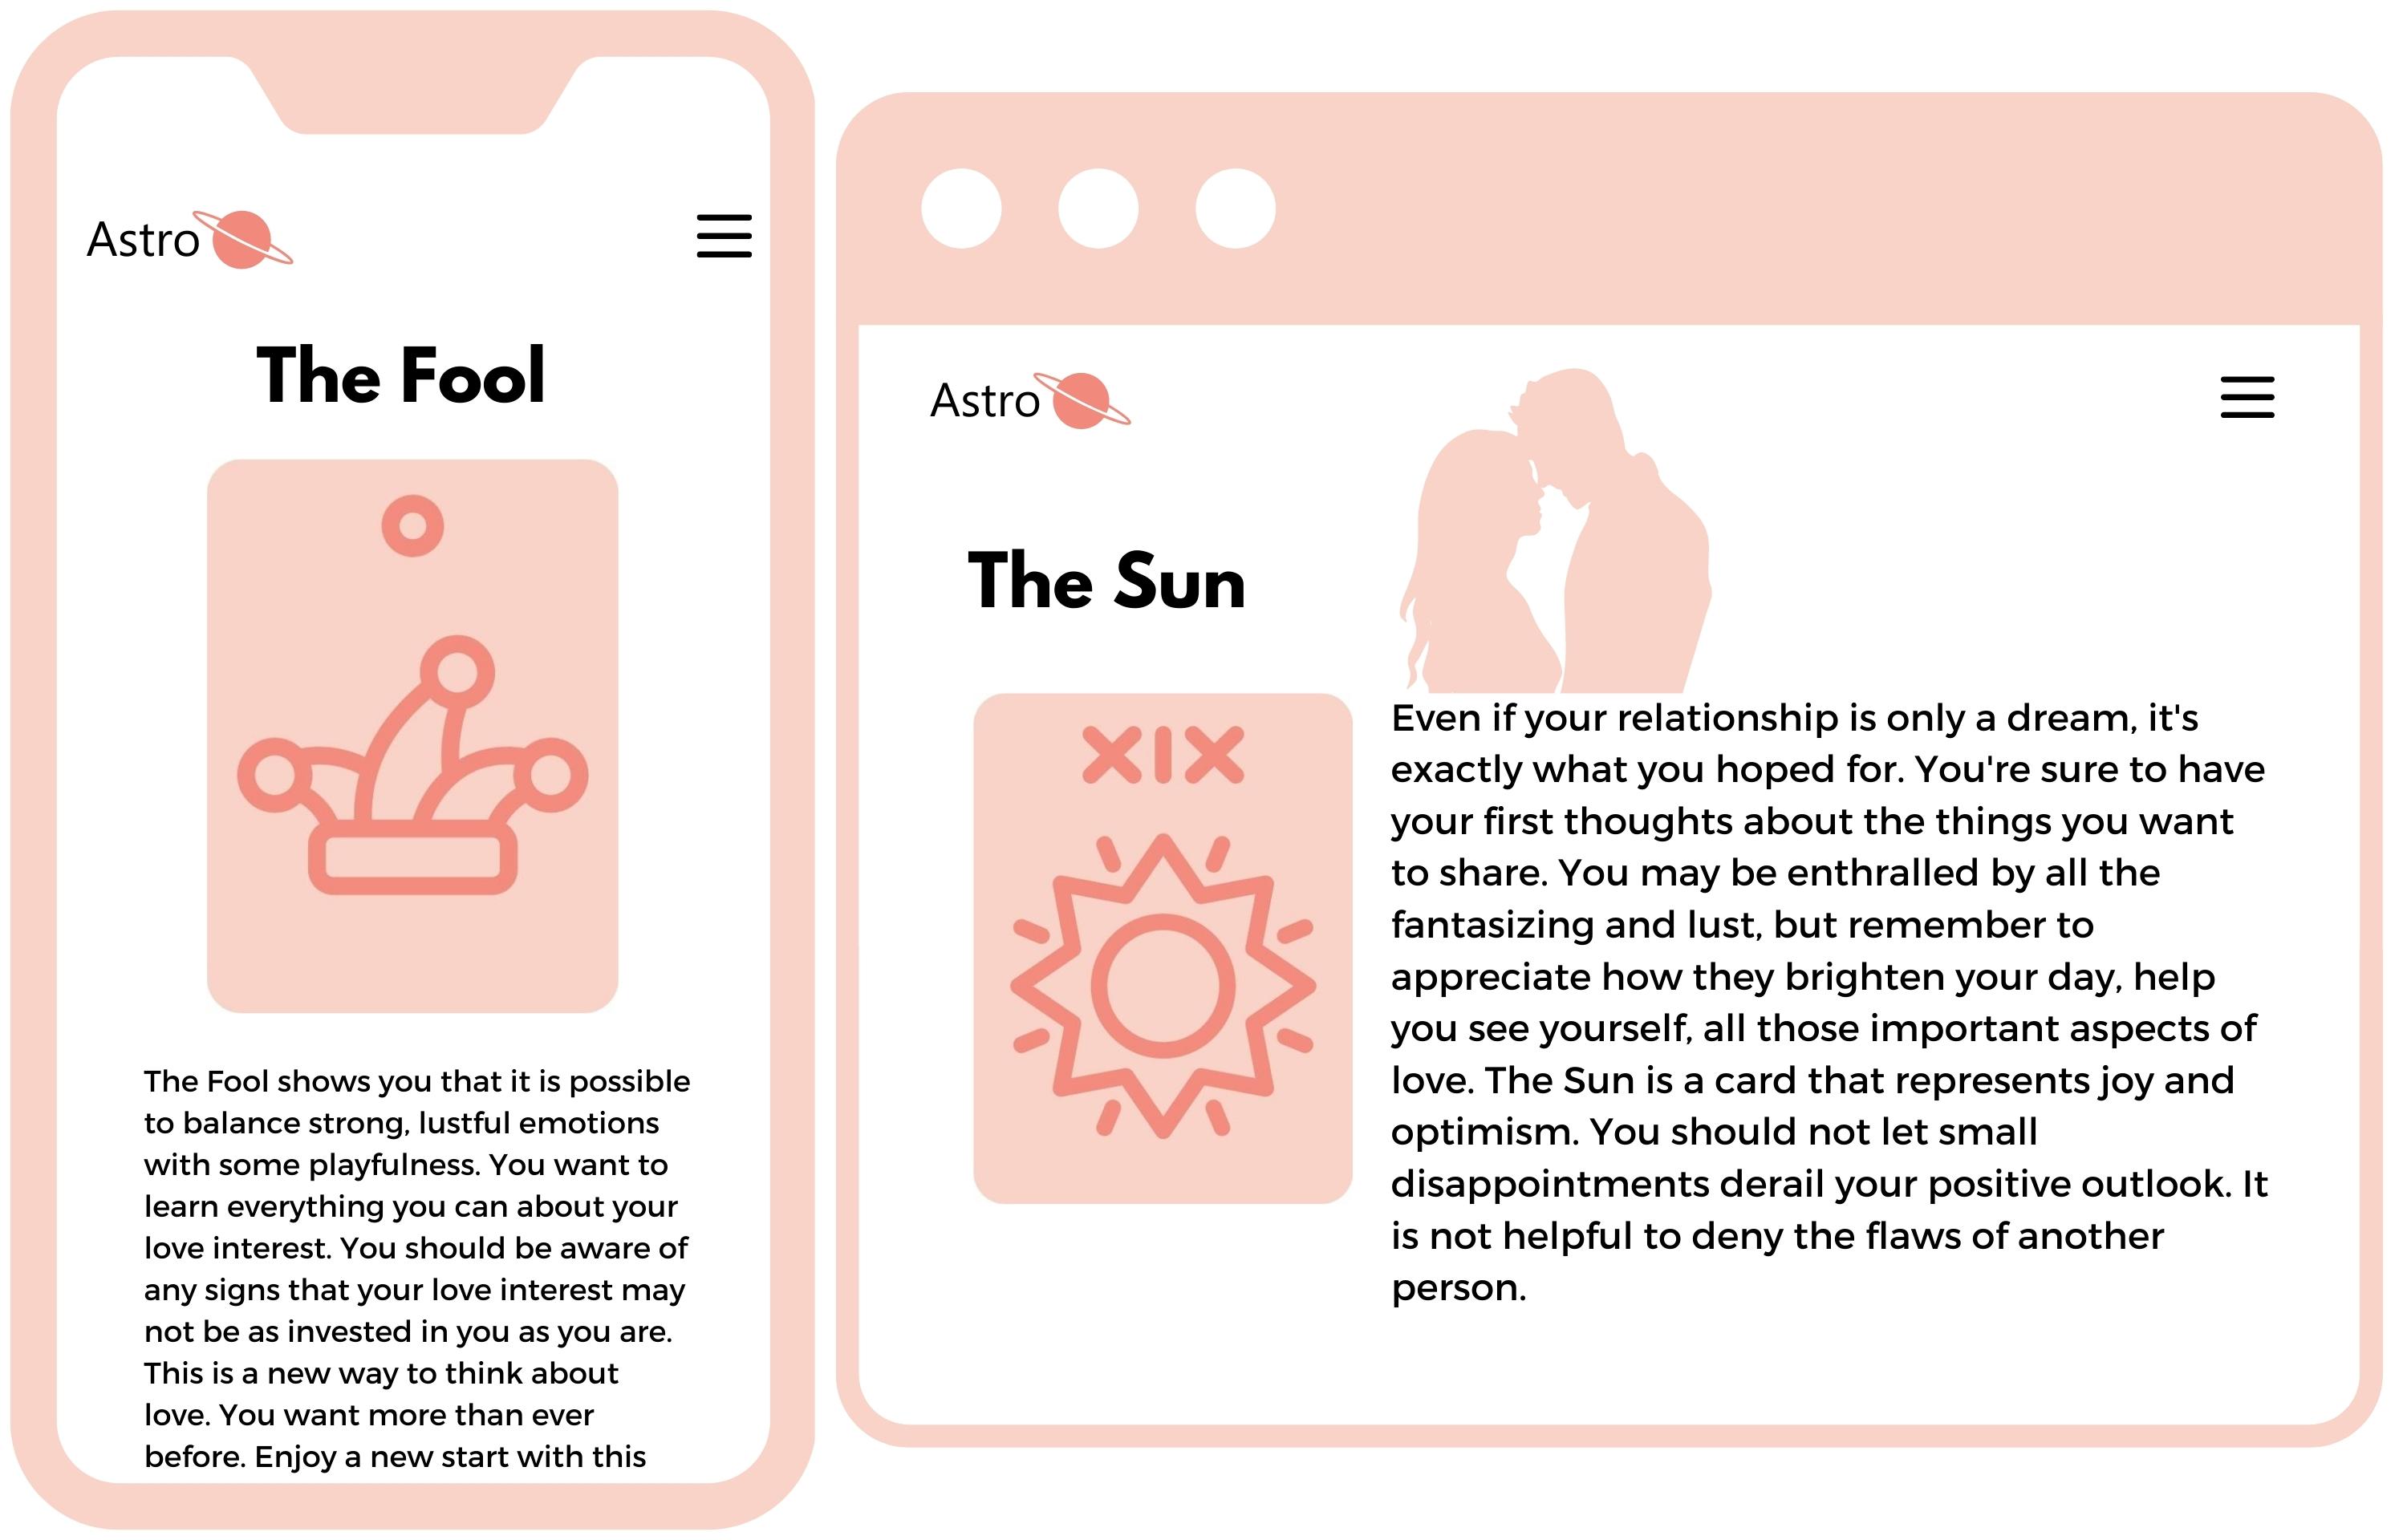 Astro
The Fool
The Fool shows you that it is possible
to balance strong, lustful emotions
with some playfulness. You want to
learn everything you can about your
love interest. You should be aware of
any signs that your love interest may
not be as invested in you as you are.
This is a new way to think about
love. You want more than ever
before. Enjoy a new start with this
Astro
The Sun
XIX
Even if your relationship is only a dream, it's
exactly what you hoped for. You're sure to have
your first thoughts about the things you want
to share. You may be enthralled by all the
fantasizing and lust, but remember to
appreciate how they brighten your day, help
you see yourself, all those important aspects of
love. The Sun is a card that represents joy and
optimism. You should not let small
disappointments derail your positive outlook. It
is not helpful to deny the flaws of another
person.